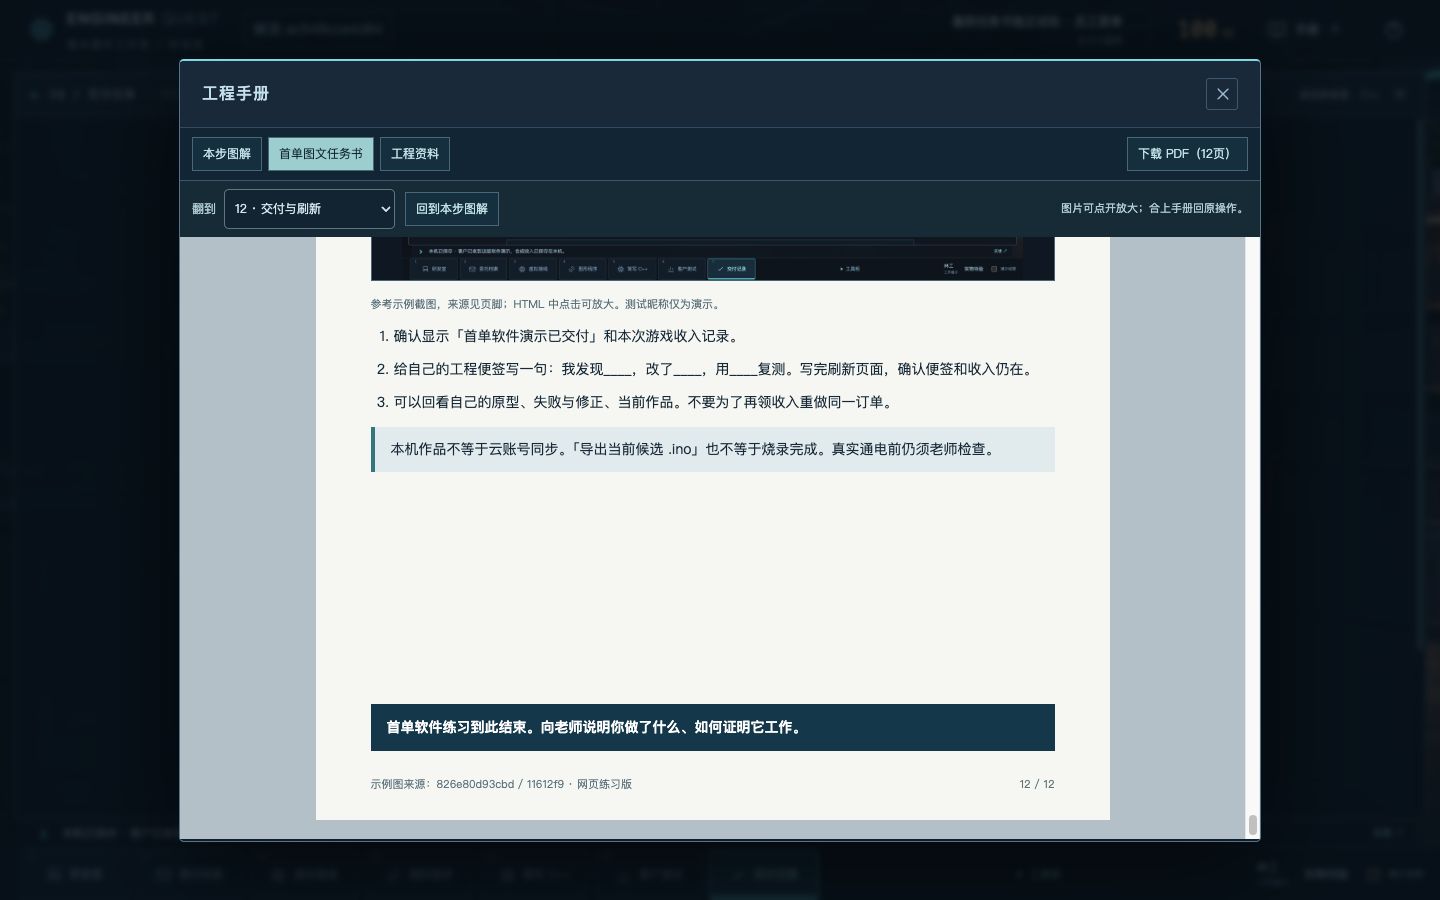 ENGINEER QUEST
工程手册
本步图解
首单图文任务书
工程资料
下载 PDF（12页）
翻到
12 · 交付与刷新
回到本步图解
图片可点开放大；合上手册回原操作。
交付记录
工具板
参考示例截图，来源见页脚；HTML 中点击可放大。测试昵称仅为演示。
1. 确认显示「首单软件演示已交付」和本次游戏收入记录。
2. 给自己的工程便签写一句：我发现____，改了____，用____复测。写完刷新页面，确认便签和收入仍在。
3. 可以回看自己的原型、失败与修正、当前作品。不要为了再领收入重做同一订单。
本机作品不等于云账号同步。「导出当前候选 .ino」也不等于烧录完成。真实通电前仍须老师检查。
首单软件练习到此结束。向老师说明你做了什么、如何证明它工作。
示例图来源：826e80d93cbd / 11612f9 · 网页练习版
12 / 12